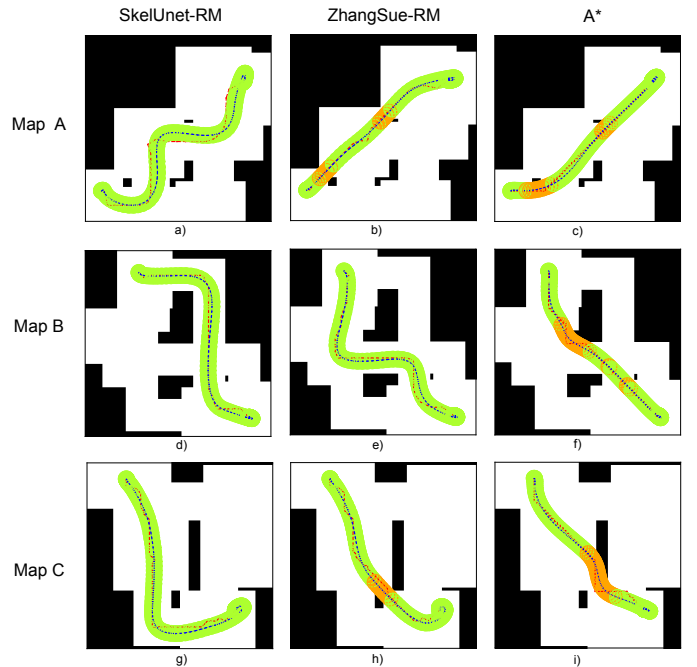 SkelUnet-RM ZhangSue-RM A*
Map A
a) b) c)
Map B
d) e) f)
Map C
g) h) i)